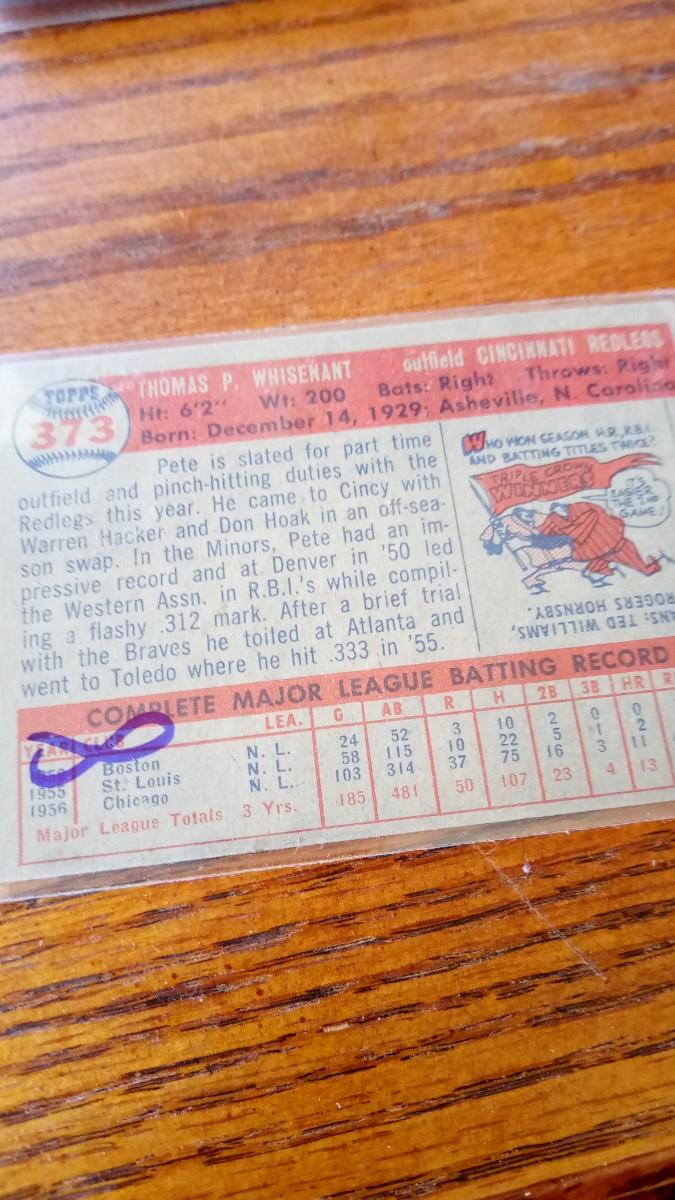 TOPPS
373
THOMAS P. WHISENANT outfield CINCINNATI REDLEGS
Ht: 6'2" Wt: 200 Bats: Right Throws: Right
Born: December 14, 1929; Asheville, N. Carolina
Pete is slated for part time
outfield and pinch-hitting duties with the
Redlegs this year. He came to Cincy with
Warren Hacker and Don Hoak in an off-sea-
son swap. In the Minors, Pete had an im-
pressive record and at Denver in '50 led
the Western Assn. in R.B.I.'s while compil-
ing a flashy .312 mark. After a brief trial
with the Braves he toiled at Atlanta and
went to Toledo where he hit .333 in '55.
WHO WON SEASON H.R., R.B.I.
AND BATTING TITLES TWICE?
TRIPLE CROWN
WINNERS
IT'S
EASIER
THE 2ND
GAME!
ANS: TED WILLIAMS,
ROGERS HORNSBY.
COMPLETE MAJOR LEAGUE BATTING RECORD
YEAR CLUB LEA. G AB R H 2B 3B HR
Boston N. L. 24 52 3 10 2 0 0
1955 St. Louis N. L. 58 115 10 22 5 1 2
1956 Chicago N. L. 103 314 37 75 16 3 11
Major League Totals 3 Yrs. 185 481 50 107 23 4 13